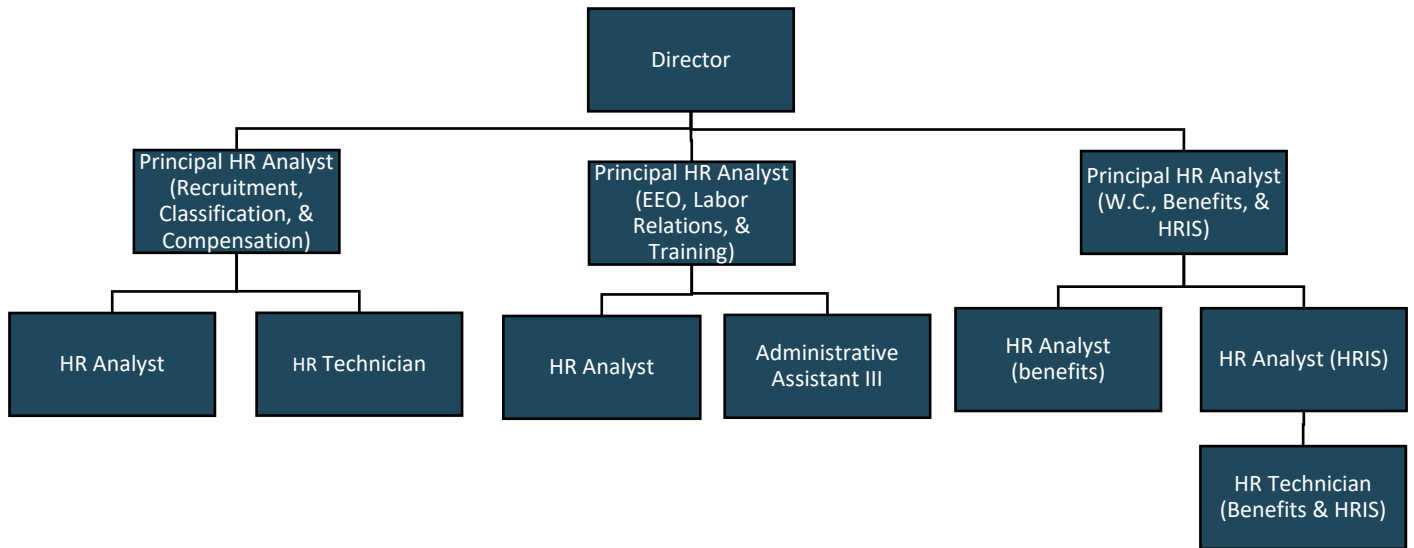 Director
Principal HR Analyst
(Recruitment,
Classification, &
Compensation)
Principal HR Analyst
(EEO, Labor
Relations, &
Training)
Principal HR Analyst
(W.C., Benefits, &
HRIS)
HR Analyst
HR Technician
HR Analyst
Administrative
Assistant III
HR Analyst
(benefits)
HR Analyst (HRIS)
HR Technician
(Benefits & HRIS)